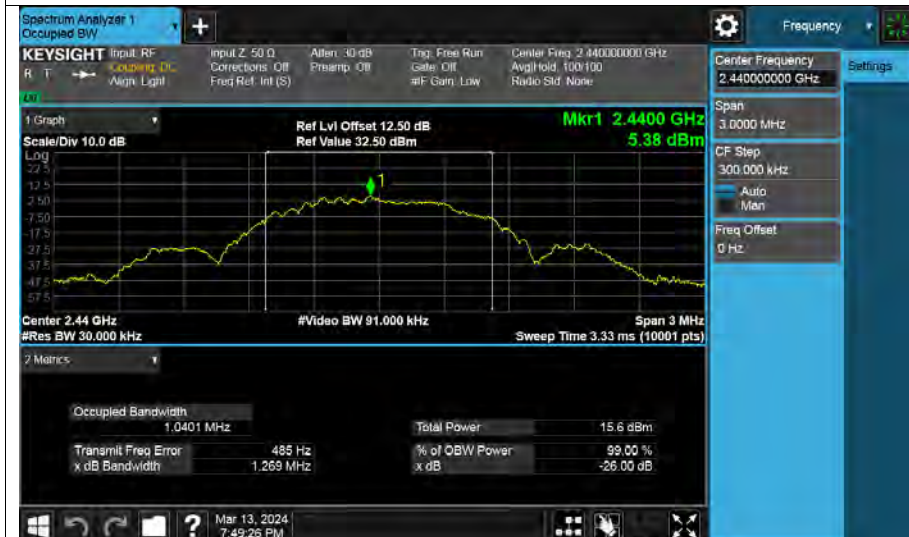 Spectrum Analyzer 1
Occupied BW
+
Frequency
KEYSIGHT
R T
Input: RF
Coupling: DC
Align: Light
Input Z: 50 Ω
Corrections: Off
Freq Ref: Int (S)
Atten: 30 dB
Preamp: Off
Trig: Free Run
Gate: Off
#IF Gain: Low
Center Freq: 2.440000000 GHz
Avg|Hold: 100/100
Radio Std: None
Center Frequency
2.440000000 GHz
Settings
Span
3.0000 MHz
CF Step
300.000 kHz
Auto
Man
Freq Offset
0 Hz
1 Graph
Scale/Div 10.0 dB
Ref Lvl Offset 12.50 dB
Ref Value 32.50 dBm
Mkr1 2.4400 GHz
5.38 dBm
Log
22.5
12.5
2.50
-7.50
-17.5
-27.5
-37.5
-47.5
-57.5
1
Center 2.44 GHz
#Res BW 30.000 kHz
#Video BW 91.000 kHz
Span 3 MHz
Sweep Time 3.33 ms (10001 pts)
2 Metrics
Occupied Bandwidth
1.0401 MHz
Total Power 15.6 dBm
Transmit Freq Error 485 Hz
% of OBW Power 99.00 %
x dB Bandwidth 1.269 MHz
x dB -26.00 dB
?
Mar 13, 2024
7:49:26 PM